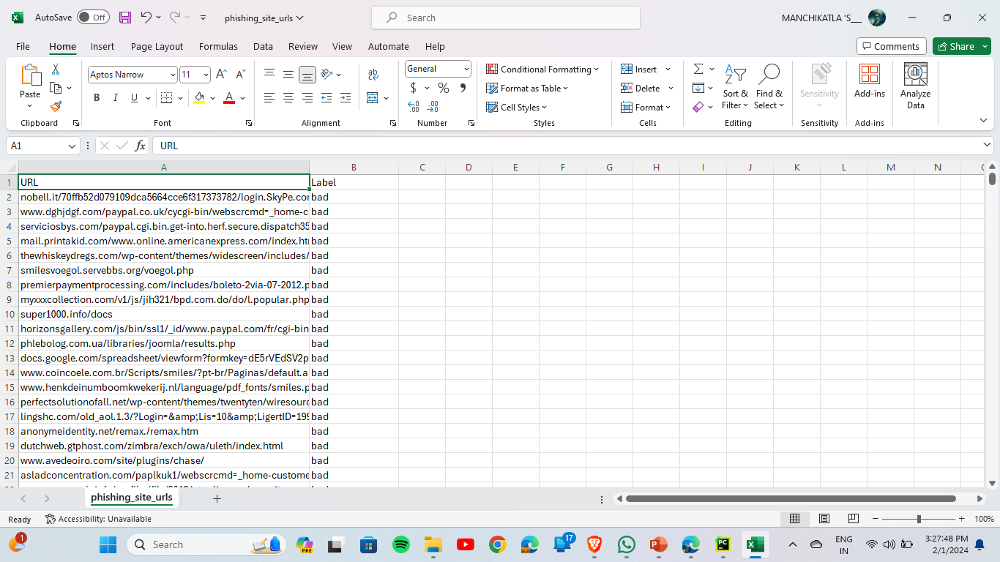 AutoSave Off phishing_site_urls Search MANCHIKATLA 'S__
File Home Insert Page Layout Formulas Data Review View Automate Help Comments Share
Paste
Clipboard
Aptos Narrow 11
B I U
Font
ab
Alignment
General
$ % ,
Number
Conditional Formatting
Format as Table
Cell Styles
Styles
Insert
Delete
Format
Cells
Sort & Filter
Find & Select
Editing
Sensitivity
Sensitivity
Add-ins
Add-ins
Analyze Data
A1 fx URL
A B C D E F G H I J K L M N
1 URL Label
2 nobell.it/70ffb52d079109dca5664cce6f317373782/login.SkyPe.con bad
3 www.dghjdgf.com/paypal.co.uk/cycgi-bin/webscrcmd=_home-c bad
4 serviciosbys.com/paypal.cgi.bin.get-into.herf.secure.dispatch35 bad
5 mail.printakid.com/www.online.americanexpress.com/index.htr bad
6 thewhiskeydregs.com/wp-content/themes/widescreen/includes/ bad
7 smilesvoegol.servebbs.org/voegol.php bad
8 premierpaymentprocessing.com/includes/boleto-2via-07-2012.p bad
9 myxxxcollection.com/v1/js/jih321/bpd.com.do/do/l.popular.php bad
10 super1000.info/docs bad
11 horizonsgallery.com/js/bin/ssl1/_id/www.paypal.com/fr/cgi-bin bad
12 phlebolog.com.ua/libraries/joomla/results.php bad
13 docs.google.com/spreadsheet/viewform?formkey=dE5rVEdSV2p bad
14 www.coincoele.com.br/Scripts/smiles/?pt-br/Paginas/default.a bad
15 www.henkdeinumboomkwekerij.nl/language/pdf_fonts/smiles.p bad
16 perfectsolutionofall.net/wp-content/themes/twentyten/wiresourc bad
17 lingshc.com/old_aol.1.3/?Login=&amp;Lis=10&amp;LigertID=199 bad
18 anonymeidentity.net/remax./remax.htm bad
19 dutchweb.gtphost.com/zimbra/exch/owa/uleth/index.html bad
20 www.avedeoiro.com/site/plugins/chase/ bad
21 asladconcentration.com/paplkuk1/webscrcmd=_home-custome bad
phishing_site_urls
Ready Accessibility: Unavailable 100%
1 Search PRE 17 PC ENG 3:27:48 PM
IN 2/1/2024